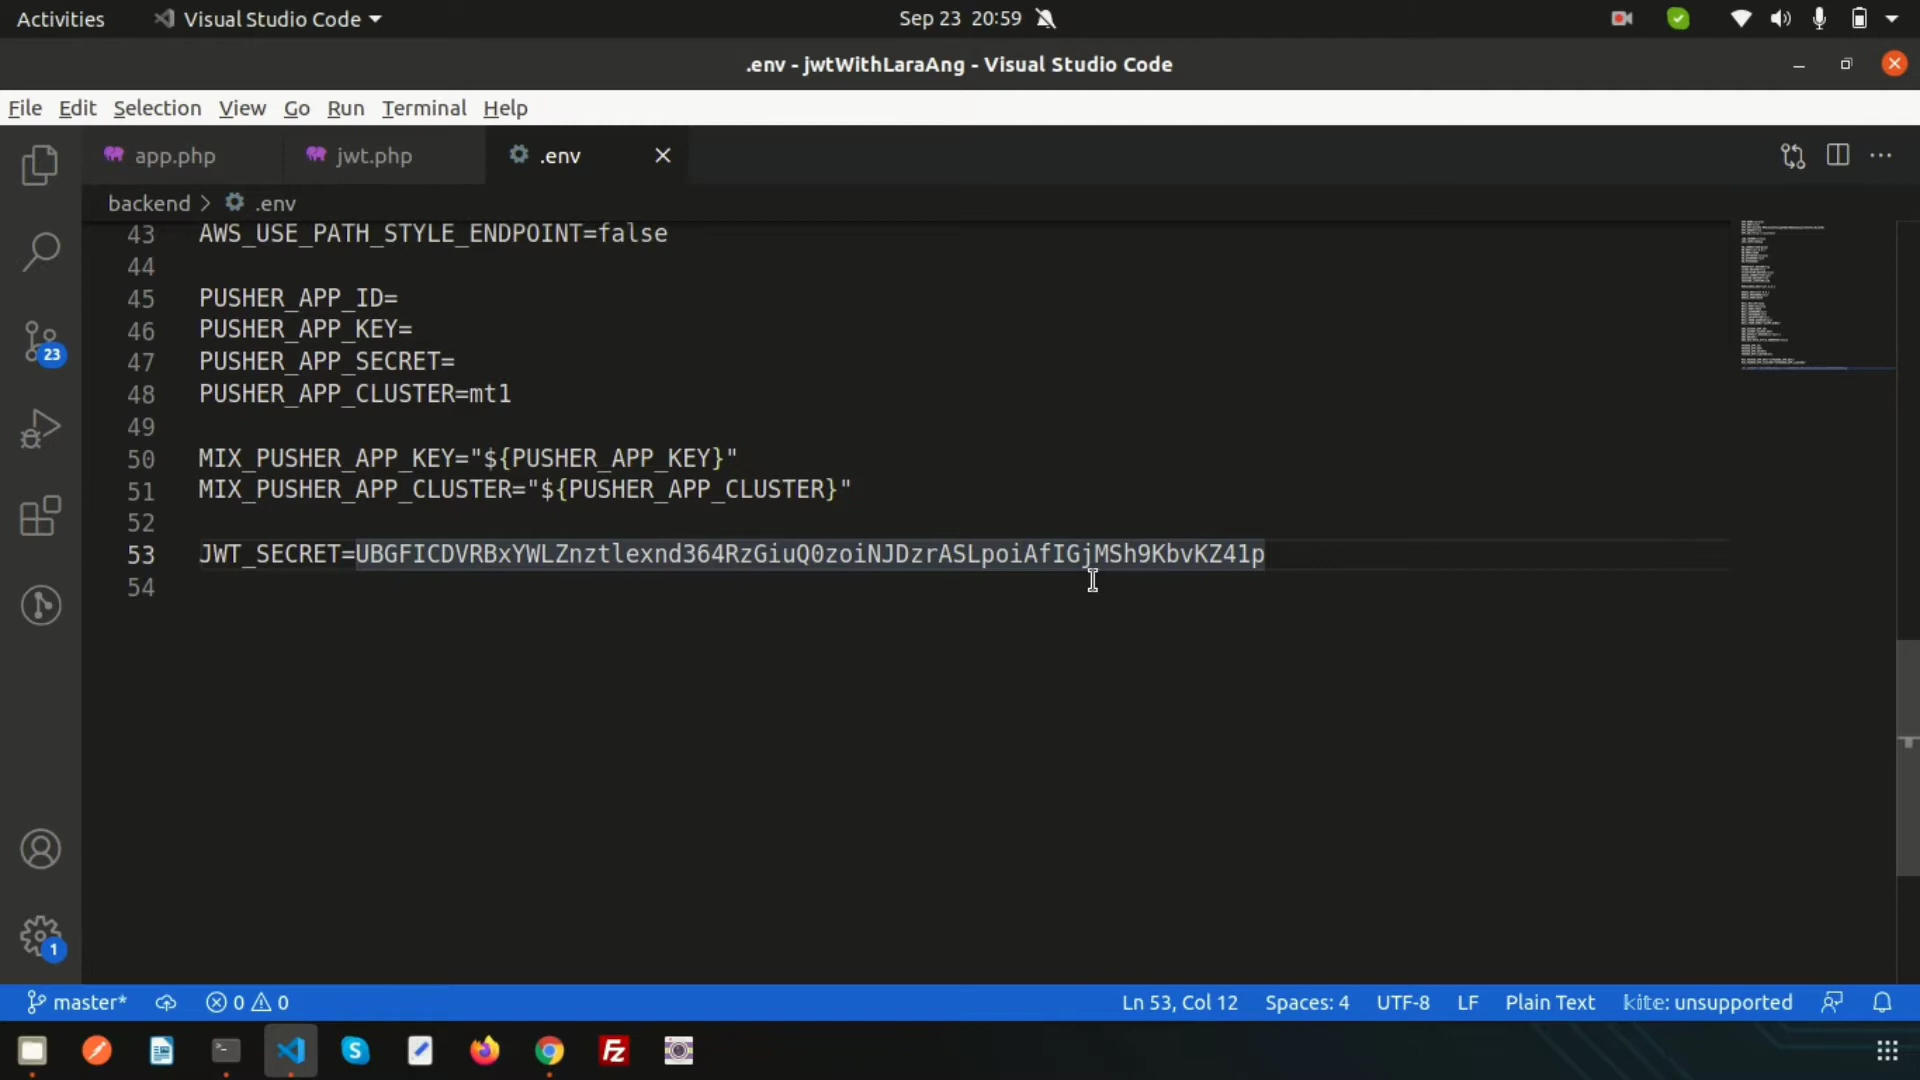 Activities
Visual Studio Code
Sep 23 20:59
.env - jwtWithLaraAng - Visual Studio Code
File Edit Selection View Go Run Terminal Help
app.php
jwt.php
.env
backend > .env
43 AWS_USE_PATH_STYLE_ENDPOINT=false
44
45 PUSHER_APP_ID=
46 PUSHER_APP_KEY=
47 PUSHER_APP_SECRET=
48 PUSHER_APP_CLUSTER=mt1
49
50 MIX_PUSHER_APP_KEY="${PUSHER_APP_KEY}"
51 MIX_PUSHER_APP_CLUSTER="${PUSHER_APP_CLUSTER}"
52
53 JWT_SECRET=UBGFICDVRBxYWLZnztlexnd364RzGiuQ0zoiNJDzrASLpoiAfIGjMSh9KbvKZ41p
54
23
1
master* 0 0 Ln 53, Col 12 Spaces: 4 UTF-8 LF Plain Text kite: unsupported
Fz